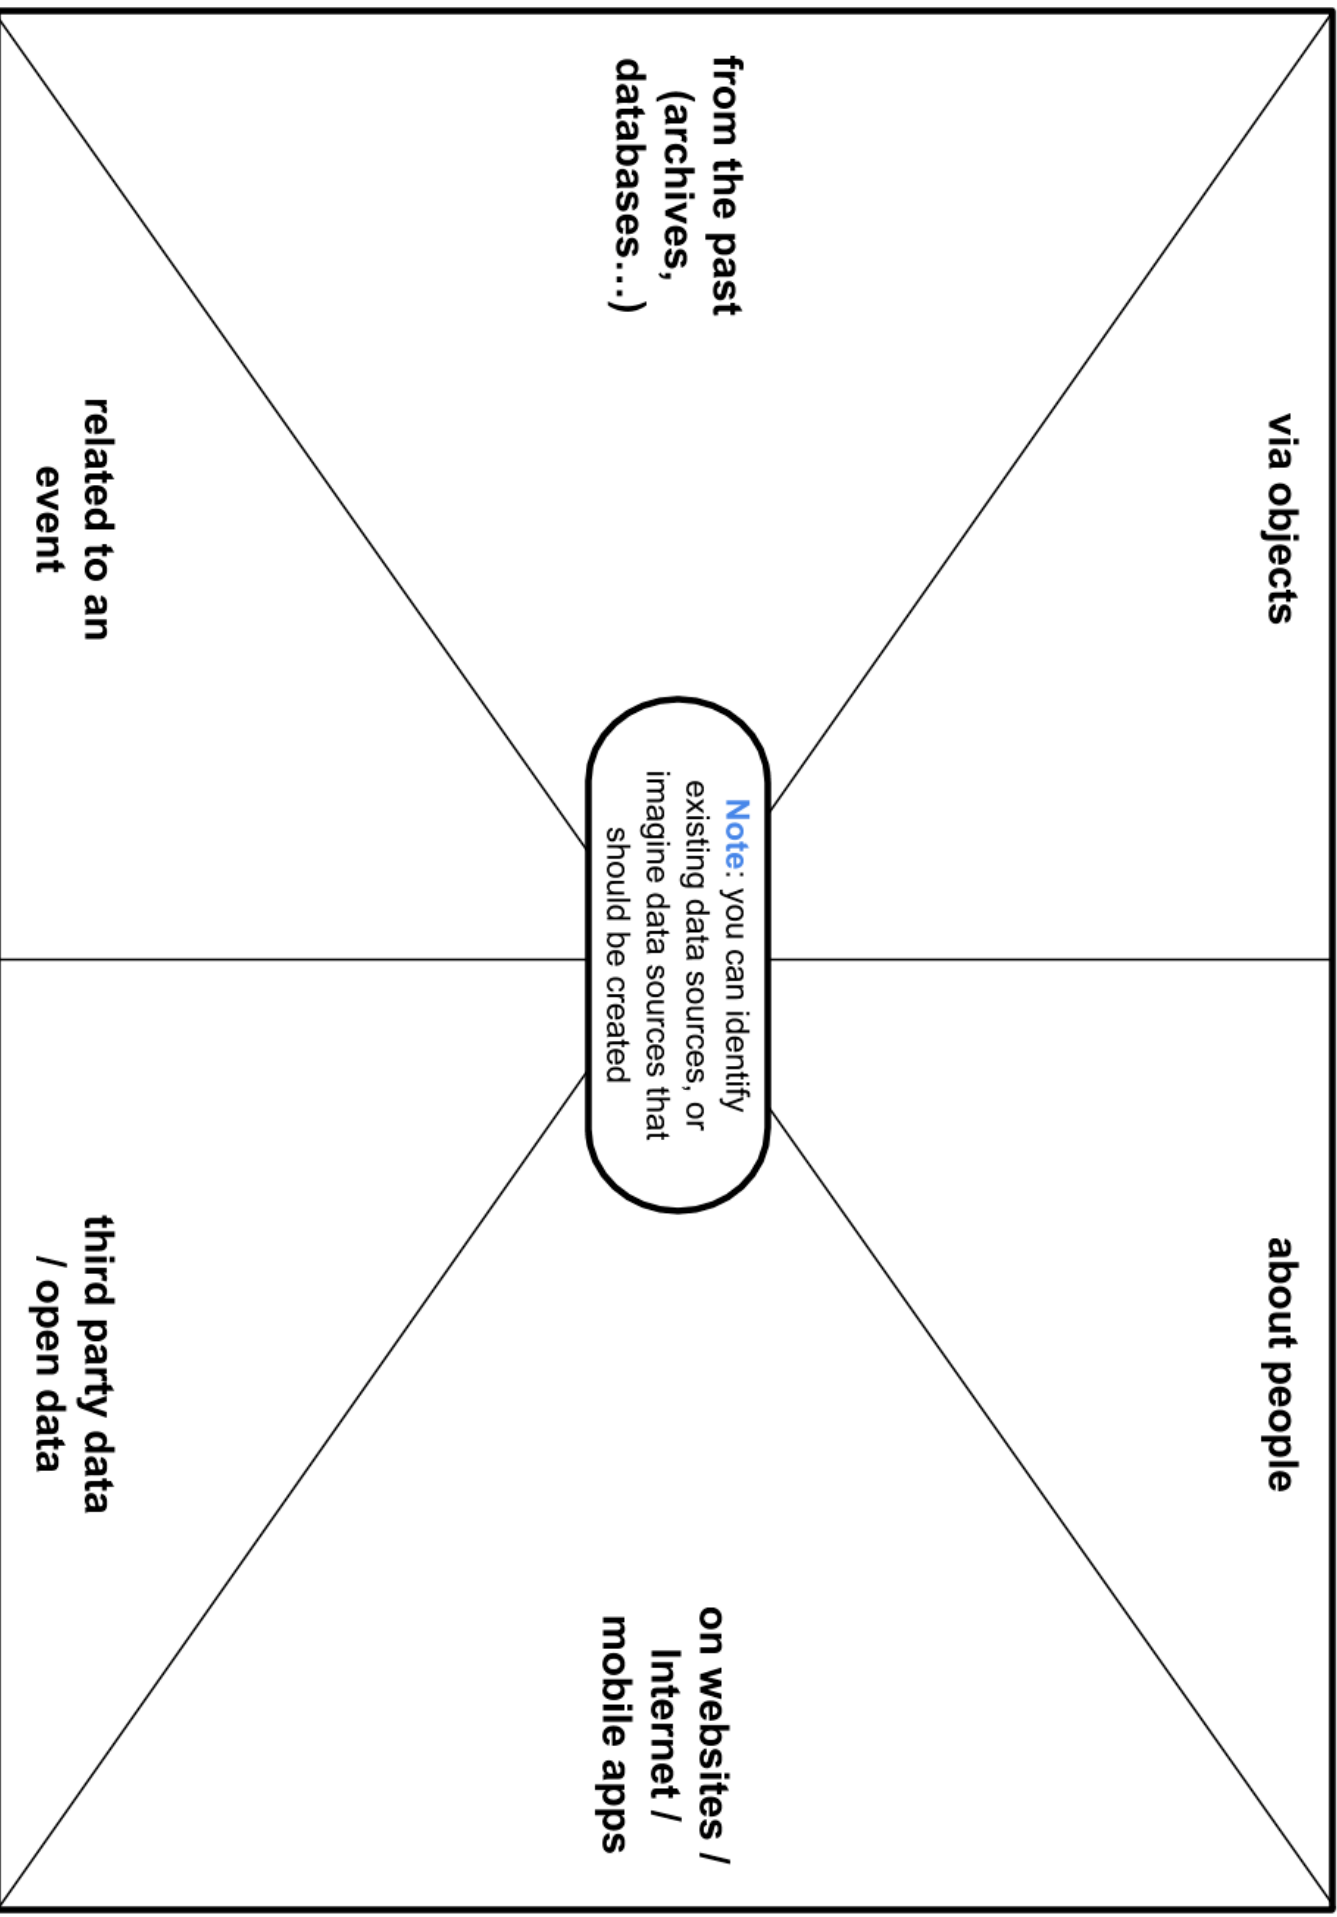 via objects
about people
from the past
(archives,
databases...)
Note: you can identify
existing data sources, or
imagine data sources that
should be created
on websites /
Internet /
mobile apps
related to an
event
third party data
/ open data